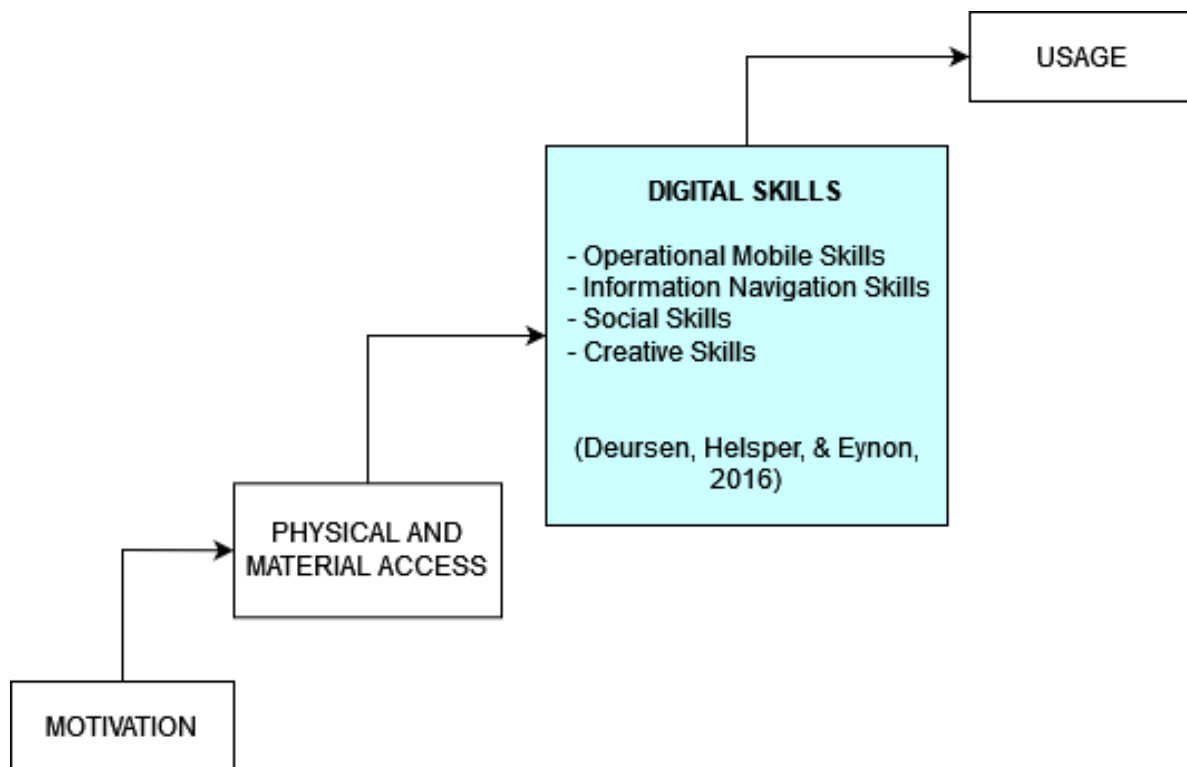 USAGE
DIGITAL SKILLS
- Operational Mobile Skills
- Information Navigation Skills
- Social Skills
- Creative Skills
(Deursen, Helsper, & Eynon,
2016)
PHYSICAL AND
MATERIAL ACCESS
MOTIVATION